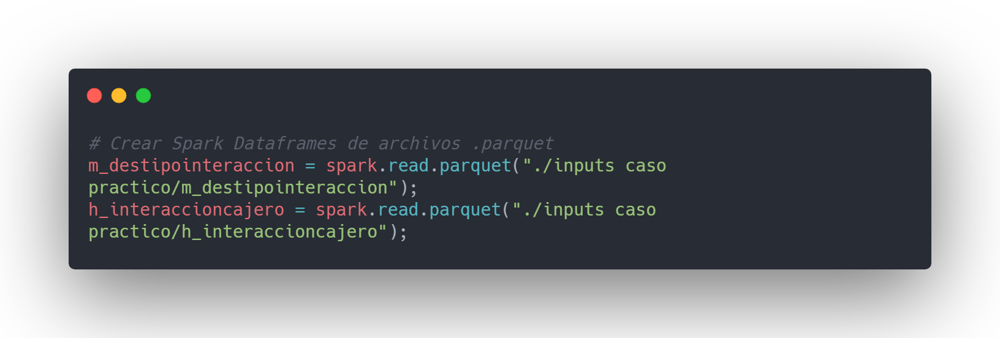 # Crear Spark Dataframes de archivos .parquet
m_destipointeraccion = spark.read.parquet("./inputs caso
practico/m_destipointeraccion");
h_interaccioncajero = spark.read.parquet("./inputs caso
practico/h_interaccioncajero");